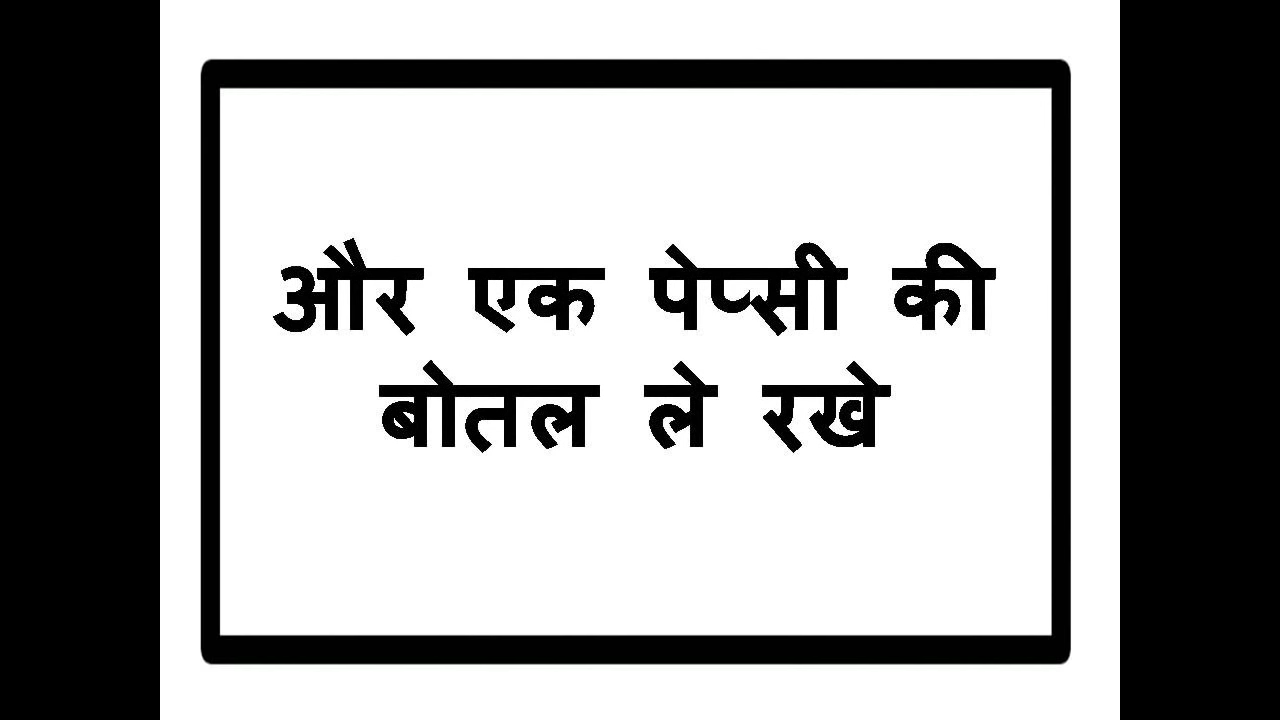 और एक पेप्सी की
बोतल ले रखे